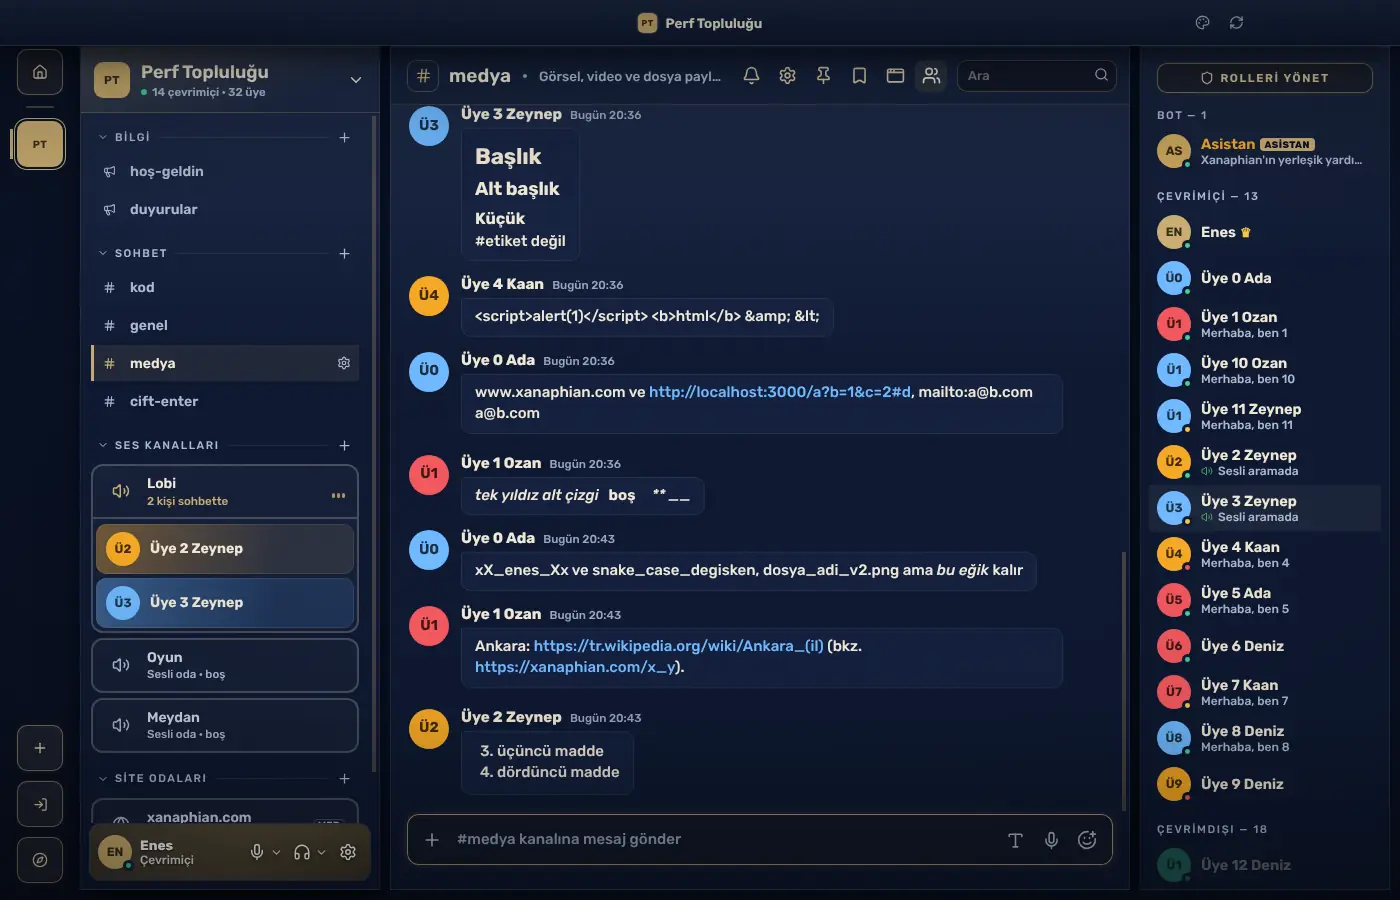 PT Perf Topluluğu
PT
PT
Perf Topluluğu
14 çevrimiçi • 32 üye
BİLGİ
hoş-geldin
duyurular
SOHBET
# kod
# genel
# medya
# cift-enter
SES KANALLARI
Lobi
2 kişi sohbette
Ü2 Üye 2 Zeynep
Ü3 Üye 3 Zeynep
Oyun
Sesli oda • boş
Meydan
Sesli oda • boş
SİTE ODALARI
xanaphian.com
EN
Enes
Çevrimiçi
# medya • Görsel, video ve dosya payl...
Ara
Ü3
Üye 3 Zeynep Bugün 20:36
Başlık
Alt başlık
Küçük
#etiket değil
Ü4
Üye 4 Kaan Bugün 20:36
<script>alert(1)</script> <b>html</b> &amp; &lt;
Ü0
Üye 0 Ada Bugün 20:36
www.xanaphian.com ve http://localhost:3000/a?b=1&c=2#d, mailto:a@b.com
a@b.com
Ü1
Üye 1 Ozan Bugün 20:36
tek yıldız alt çizgi boş **__
Ü0
Üye 0 Ada Bugün 20:43
xX_enes_Xx ve snake_case_degisken, dosya_adi_v2.png ama bu eğik kalır
Ü1
Üye 1 Ozan Bugün 20:43
Ankara: https://tr.wikipedia.org/wiki/Ankara_(il) (bkz.
https://xanaphian.com/x_y).
Ü2
Üye 2 Zeynep Bugün 20:43
3. üçüncü madde
4. dördüncü madde
#medya kanalına mesaj gönder
ROLLERİ YÖNET
BOT — 1
AS
Asistan ASİSTAN
Xanaphian'ın yerleşik yardı...
ÇEVRİMİÇİ — 13
EN Enes
Ü0 Üye 0 Ada
Ü1
Üye 1 Ozan
Merhaba, ben 1
Ü1
Üye 10 Ozan
Merhaba, ben 10
Ü1
Üye 11 Zeynep
Merhaba, ben 11
Ü2
Üye 2 Zeynep
Sesli aramada
Ü3
Üye 3 Zeynep
Sesli aramada
Ü4
Üye 4 Kaan
Merhaba, ben 4
Ü5
Üye 5 Ada
Merhaba, ben 5
Ü6 Üye 6 Deniz
Ü7
Üye 7 Kaan
Merhaba, ben 7
Ü8
Üye 8 Deniz
Merhaba, ben 8
Ü9 Üye 9 Deniz
ÇEVRİMDIŞI — 18
Ü1 Üye 12 Deniz